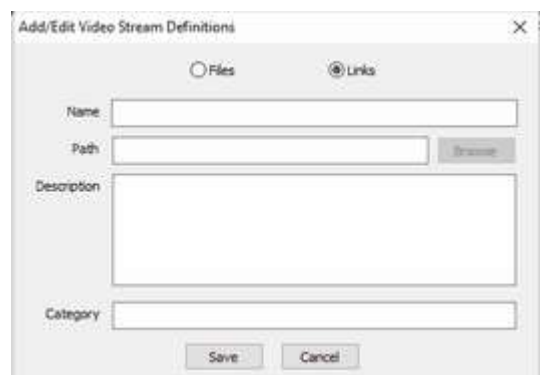 Add/Edit Video Stream Definitions
Files Links
Name
Path Browse
Description
Category
Save Cancel